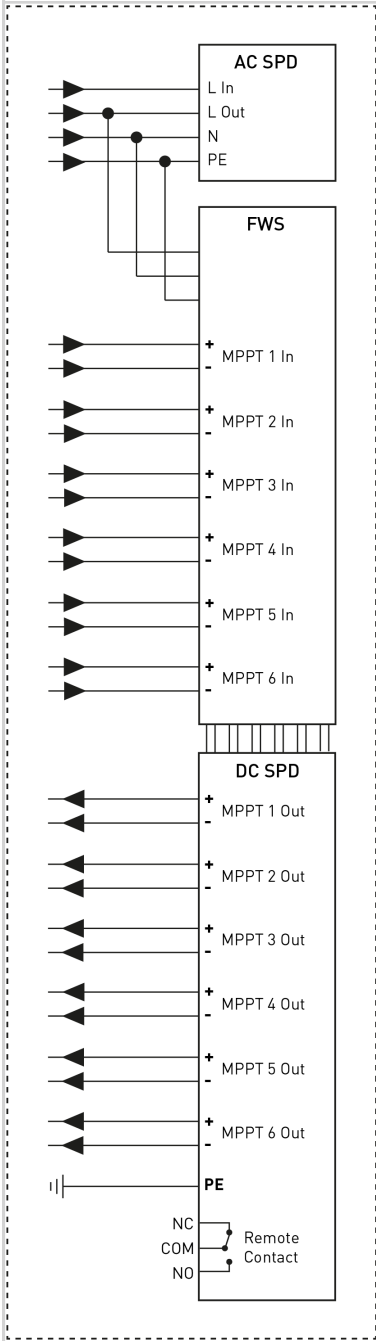 AC SPD
L In
L Out
N
PE
FWS
+
MPPT 1 In
-
+
MPPT 2 In
-
+
MPPT 3 In
-
+
MPPT 4 In
-
+
MPPT 5 In
-
+
MPPT 6 In
-
DC SPD
+
MPPT 1 Out
-
+
MPPT 2 Out
-
+
MPPT 3 Out
-
+
MPPT 4 Out
-
+
MPPT 5 Out
-
+
MPPT 6 Out
-
PE
NC
COM
NO
Remote
Contact